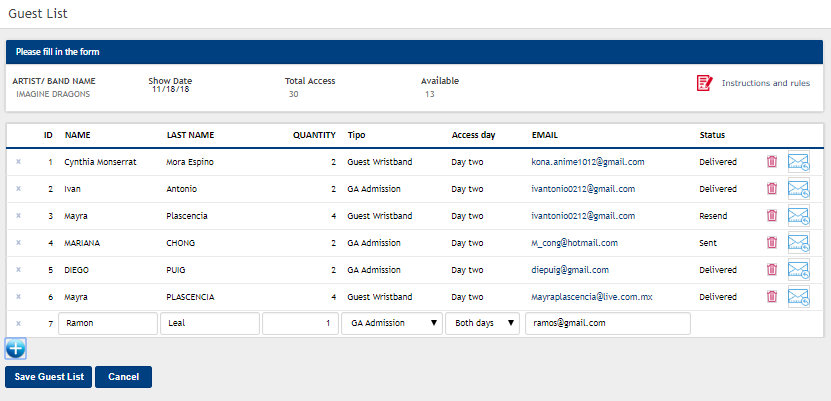 Guest List
Please fill in the form
ARTIST/ BAND NAME Show Date Total Access Available
IMAGINE DRAGONS 11/18/18 30 13 Instructions and rules
ID NAME LAST NAME QUANTITY Tipo Access day EMAIL Status
x 1 Cynthia Monserrat Mora Espino 2 Guest Wristband Day two kona.anime1012@gmail.com Delivered
x 2 Ivan Antonio 2 GA Admission Day two ivantonio0212@gmail.com Delivered
x 3 Mayra Plascencia 4 Guest Wristband Day two ivantonio0212@gmail.com Resend
x 4 MARIANA CHONG 2 GA Admission Day two M_cong@hotmail.com Sent
x 5 DIEGO PUIG 2 GA Admission Day two diepuig@gmail.com Delivered
x 6 Mayra PLASCENCIA 4 Guest Wristband Day two Mayraplascencia@live.com.mx Delivered
x 7 Ramon Leal 1 GA Admission Both days ramos@gmail.com
Save Guest List Cancel